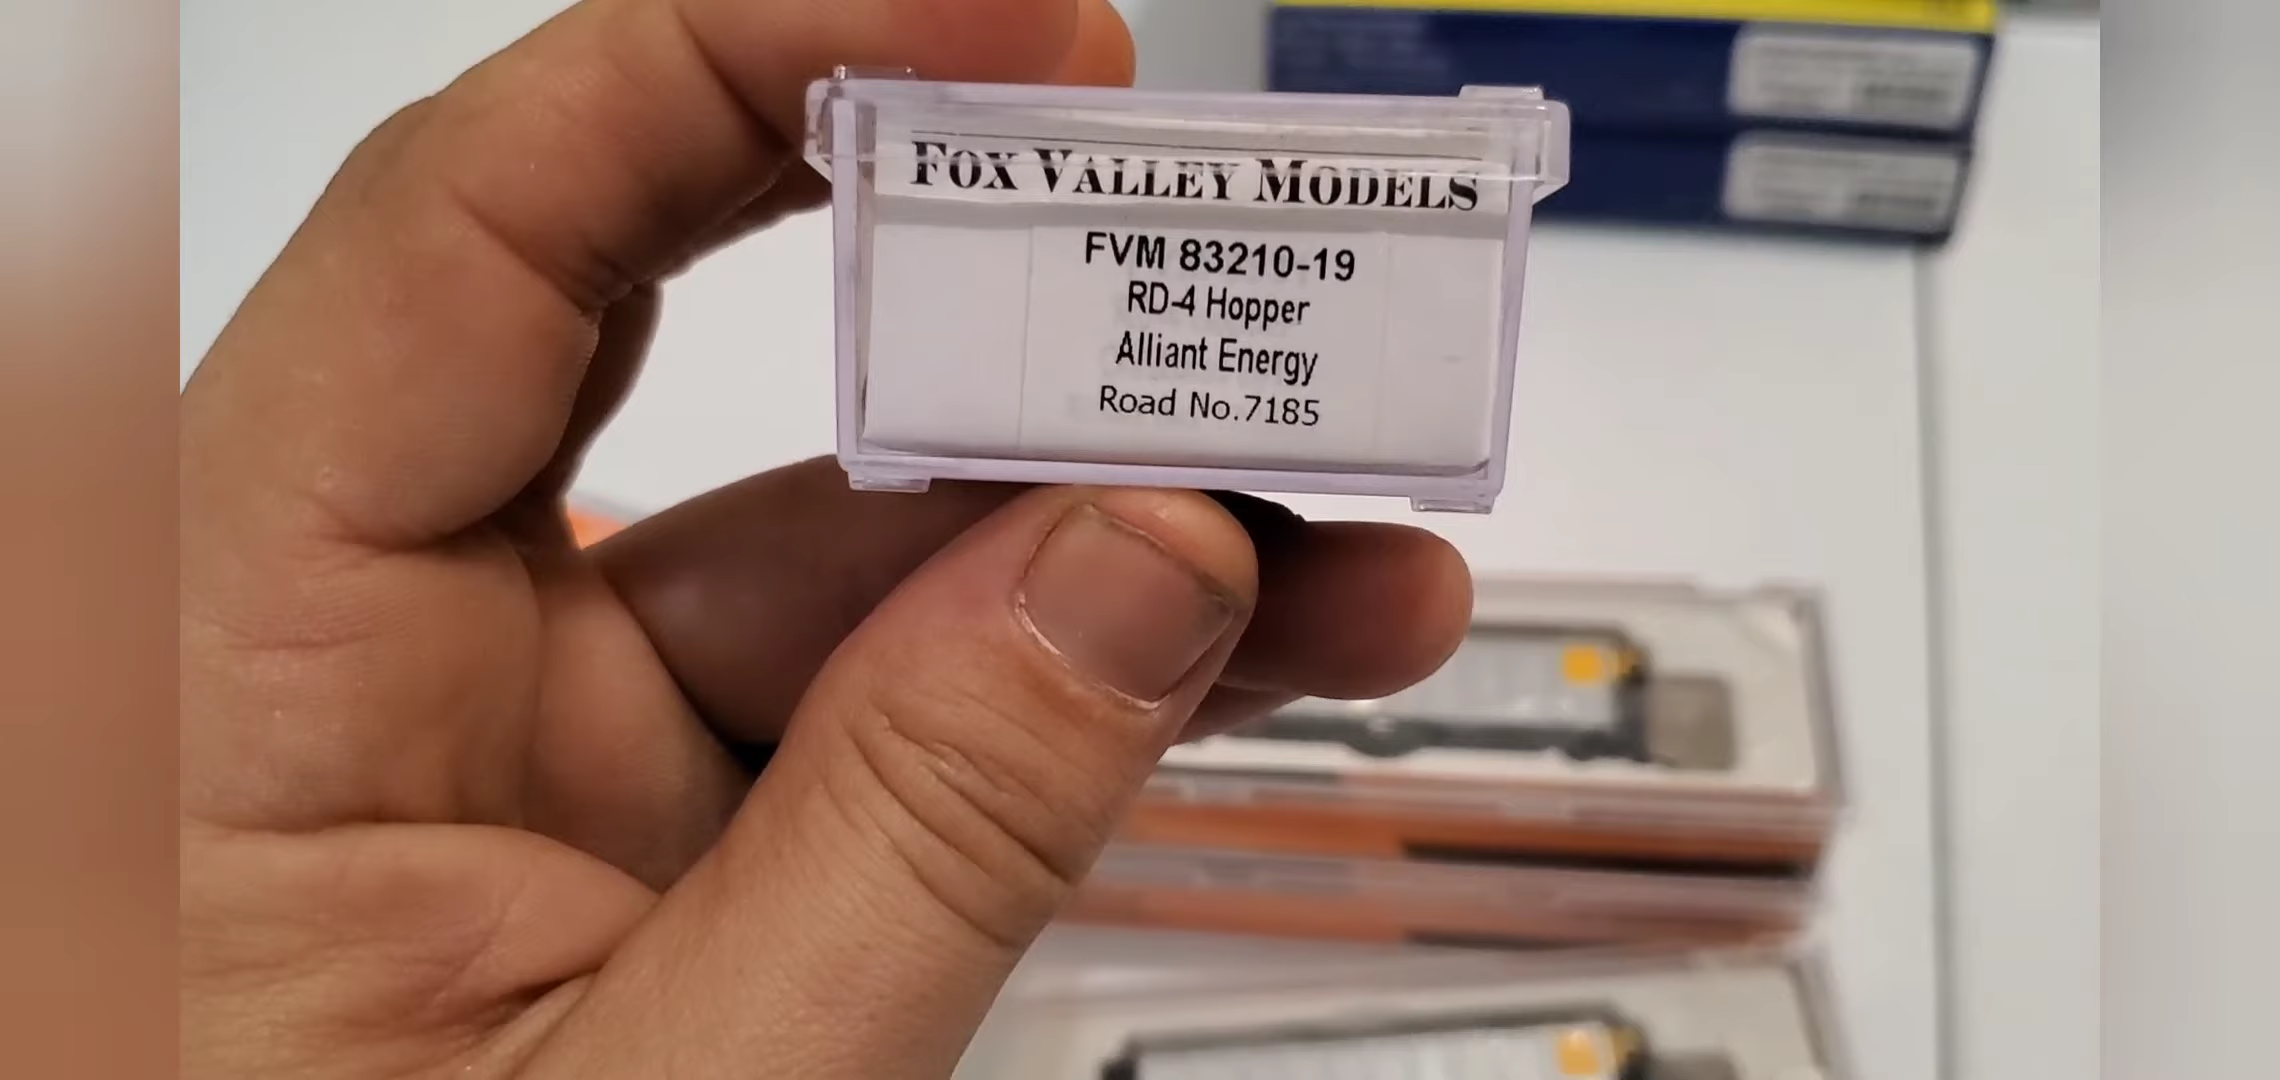 FOX VALLEY MODELS
FVM 83210-19
RD-4 Hopper
Alliant Energy
Road No.7185